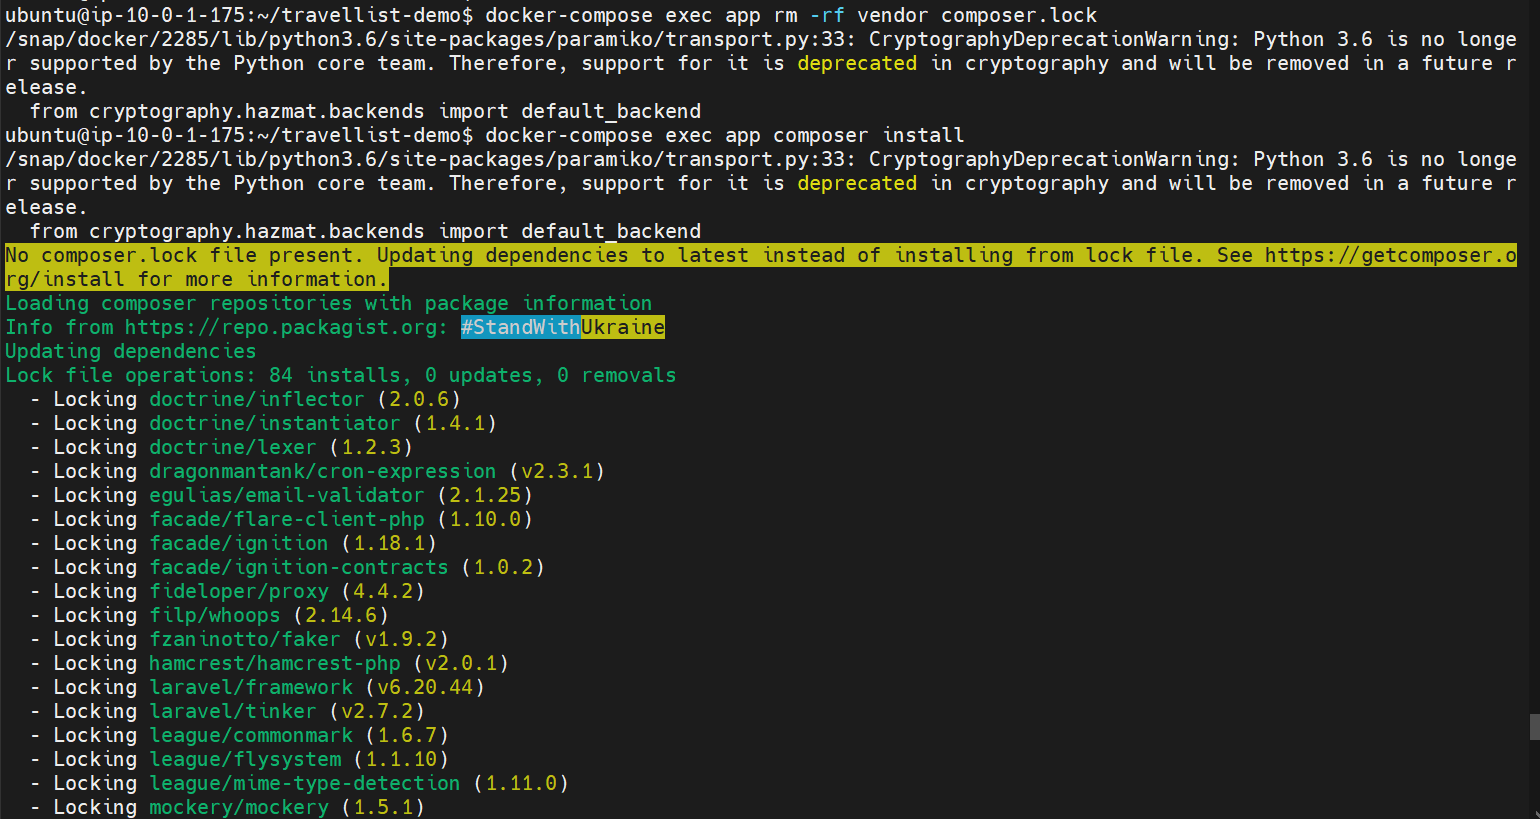 ubuntu@ip-10-0-1-175:~/travellist-demo$ docker-compose exec app rm -rf vendor composer.lock
/snap/docker/2285/lib/python3.6/site-packages/paramiko/transport.py:33: CryptographyDeprecationWarning: Python 3.6 is no longe
r supported by the Python core team. Therefore, support for it is deprecated in cryptography and will be removed in a future r
elease.
  from cryptography.hazmat.backends import default_backend
ubuntu@ip-10-0-1-175:~/travellist-demo$ docker-compose exec app composer install
/snap/docker/2285/lib/python3.6/site-packages/paramiko/transport.py:33: CryptographyDeprecationWarning: Python 3.6 is no longe
r supported by the Python core team. Therefore, support for it is deprecated in cryptography and will be removed in a future r
elease.
  from cryptography.hazmat.backends import default_backend
No composer.lock file present. Updating dependencies to latest instead of installing from lock file. See https://getcomposer.o
rg/install for more information.
Loading composer repositories with package information
Info from https://repo.packagist.org: #StandWithUkraine
Updating dependencies
Lock file operations: 84 installs, 0 updates, 0 removals
  - Locking doctrine/inflector (2.0.6)
  - Locking doctrine/instantiator (1.4.1)
  - Locking doctrine/lexer (1.2.3)
  - Locking dragonmantank/cron-expression (v2.3.1)
  - Locking egulias/email-validator (2.1.25)
  - Locking facade/flare-client-php (1.10.0)
  - Locking facade/ignition (1.18.1)
  - Locking facade/ignition-contracts (1.0.2)
  - Locking fideloper/proxy (4.4.2)
  - Locking filp/whoops (2.14.6)
  - Locking fzaninotto/faker (v1.9.2)
  - Locking hamcrest/hamcrest-php (v2.0.1)
  - Locking laravel/framework (v6.20.44)
  - Locking laravel/tinker (v2.7.2)
  - Locking league/commonmark (1.6.7)
  - Locking league/flysystem (1.1.10)
  - Locking league/mime-type-detection (1.11.0)
  - Locking mockery/mockery (1.5.1)